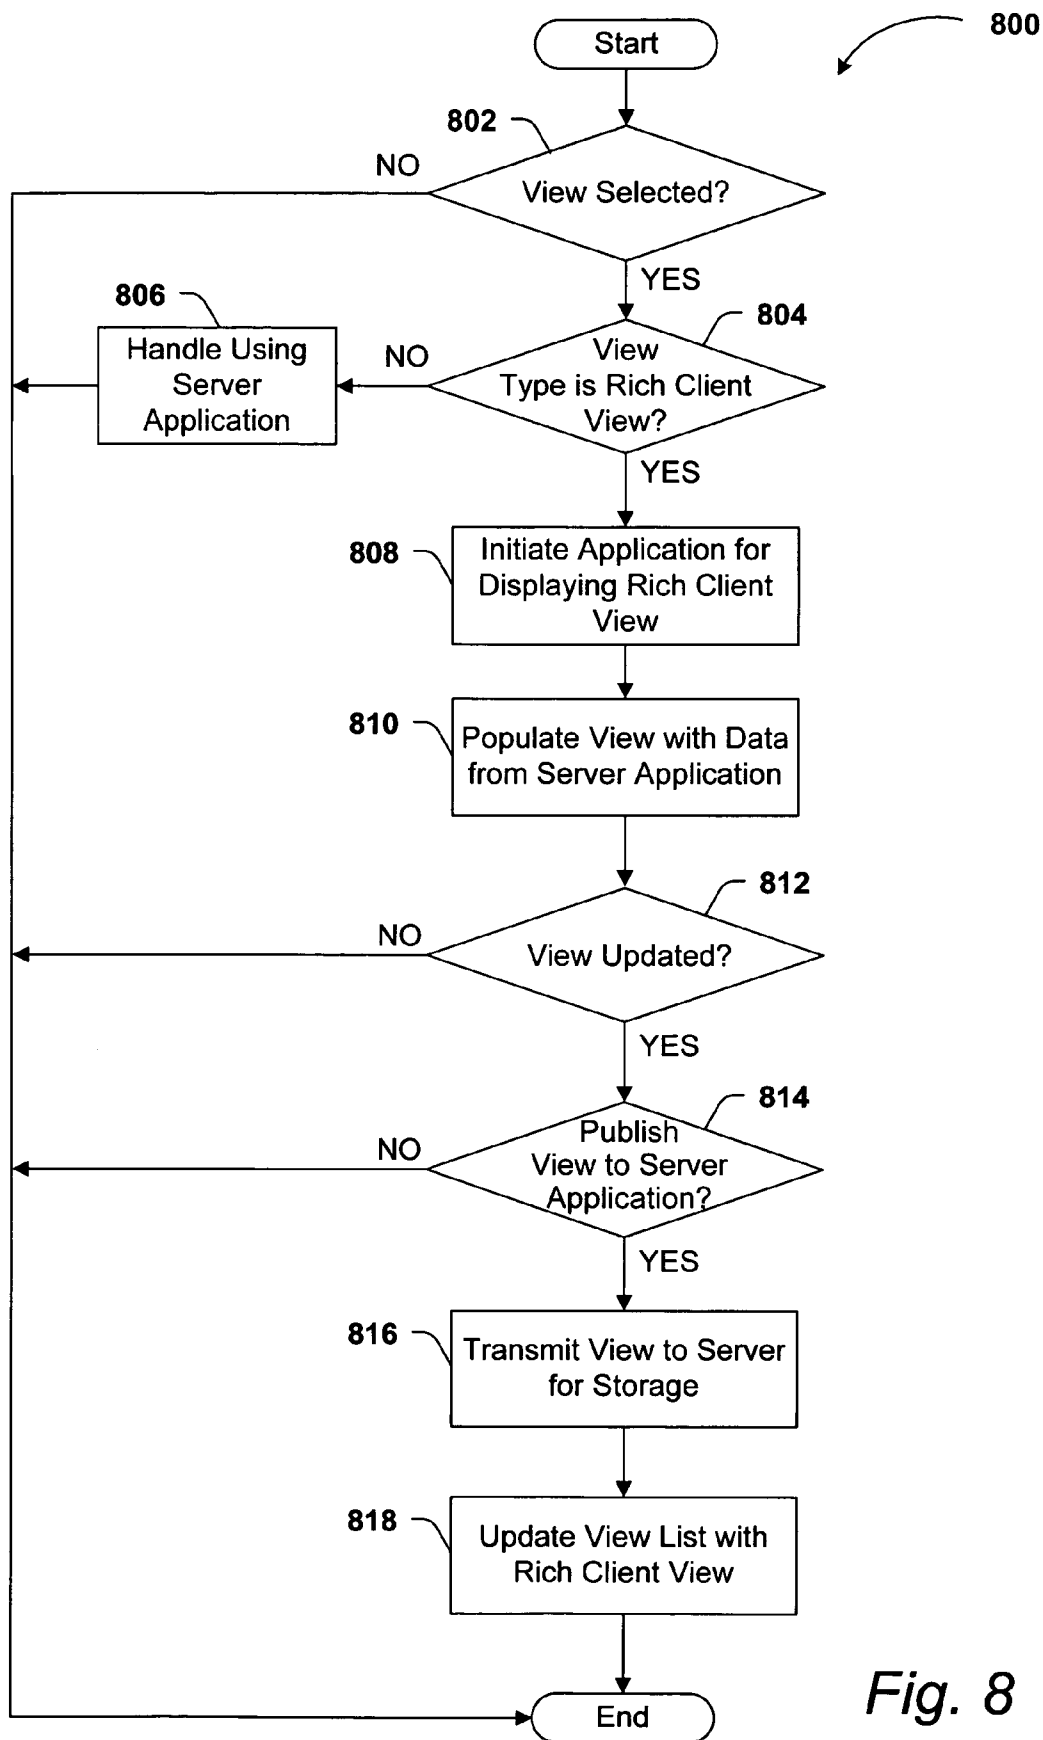 800
Start
802
NO
View Selected?
YES
806
804
Handle Using
Server
Application
NO
View
Type is Rich Client
View?
YES
808
Initiate Application for
Displaying Rich Client
View
810
Populate View with Data
from Server Application
812
NO
View Updated?
YES
814
NO
Publish
View to Server
Application?
YES
816
Transmit View to Server
for Storage
818
Update View List with
Rich Client View
End
Fig. 8